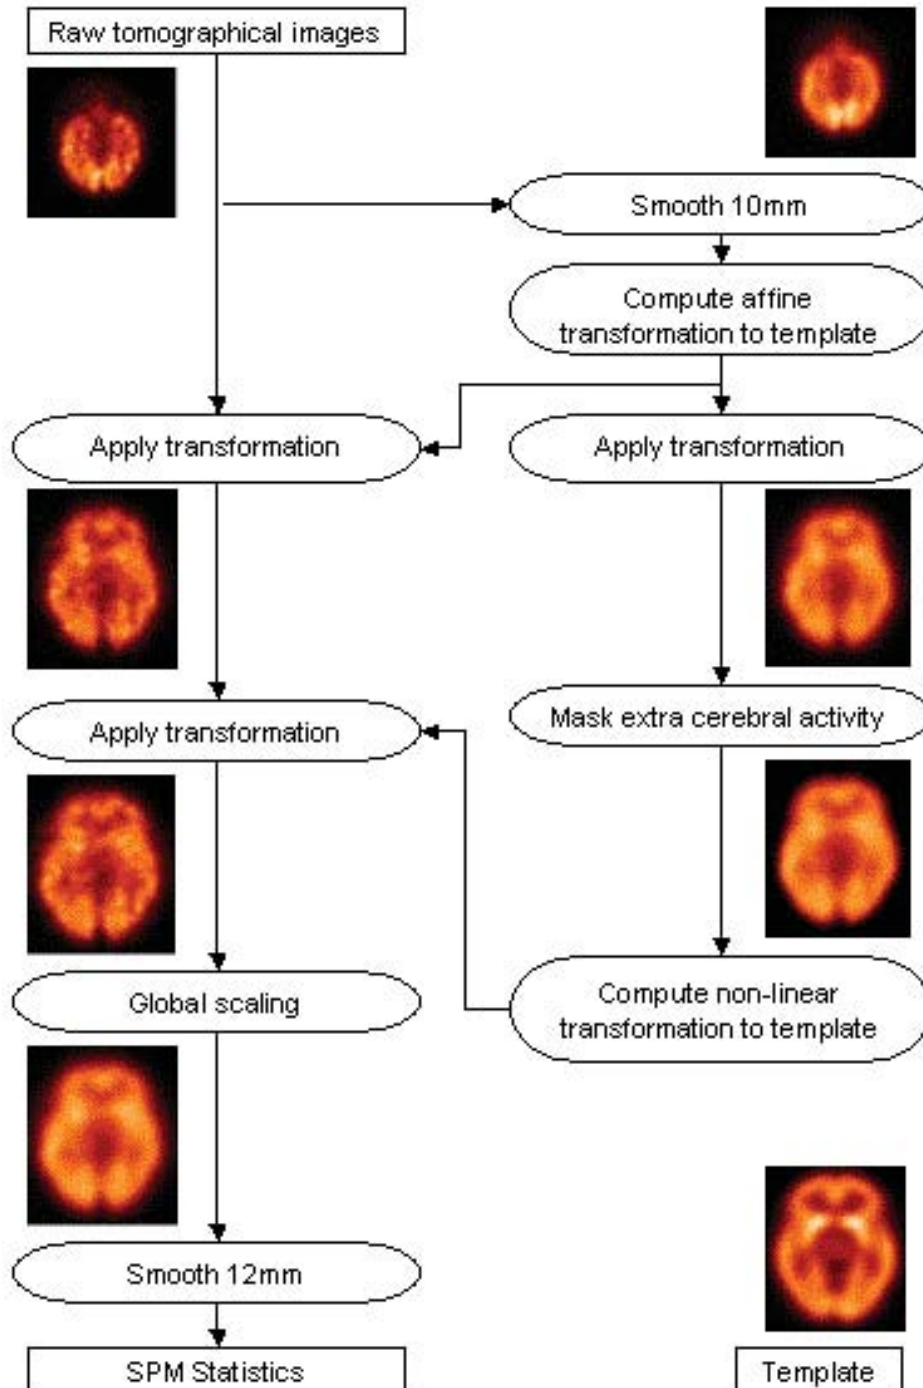 Raw tomographical images
Smooth 10mm
Compute affine
transformation to template
Apply transformation
Apply transformation
Apply transformation
Mask extra cerebral activity
Global scaling
Compute non-linear
transformation to template
Smooth 12mm
SPM Statistics
Template